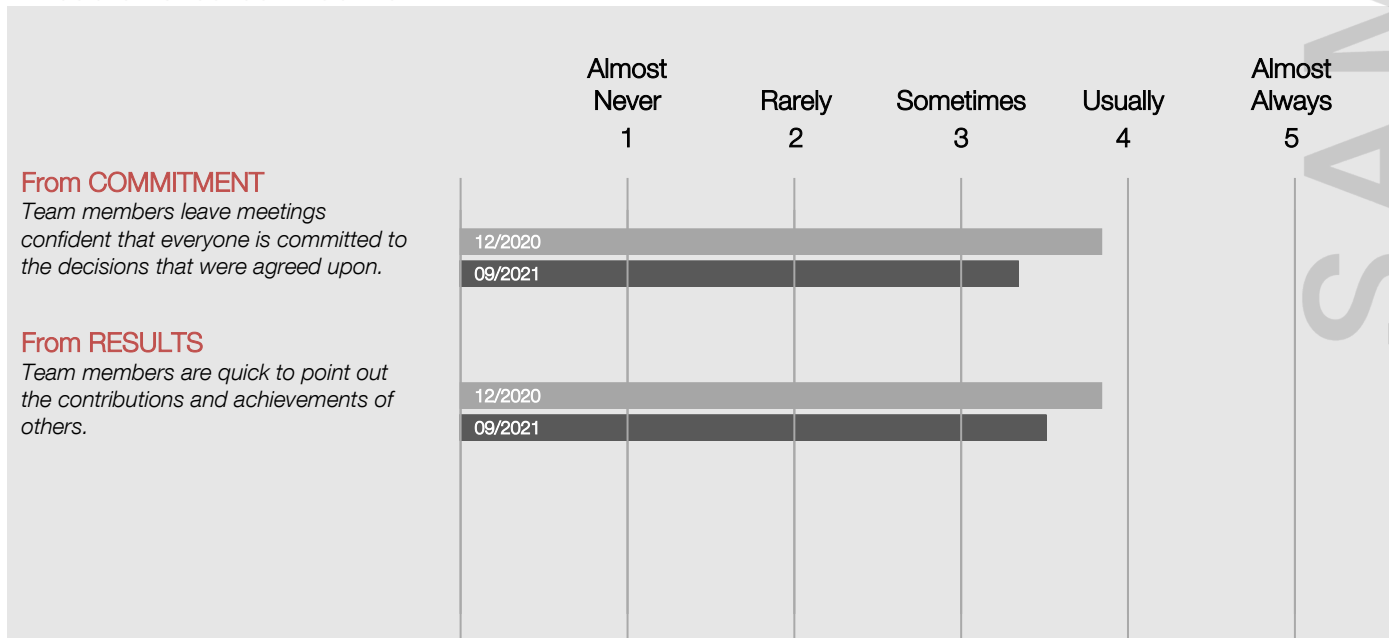 Almost Never
Rarely
Sometimes
Usually
Almost Always
1
2
3
4
5
From COMMITMENT
Team members leave meetings
confident that everyone is committed to
the decisions that were agreed upon.
12/2020
09/2021
From RESULTS
Team members are quick to point out
the contributions and achievements of
others.
12/2020
09/2021